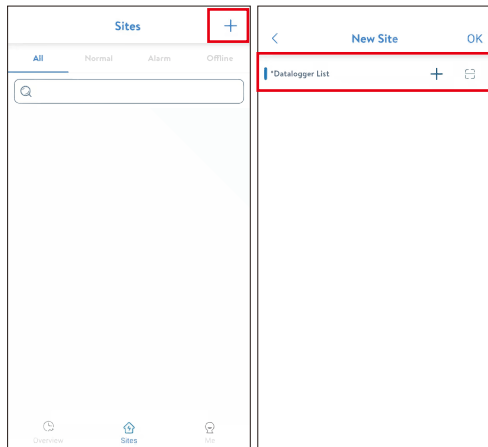 Sites
All Normal Alarm Offline
Overview Sites Me
New Site OK
*Datalogger List